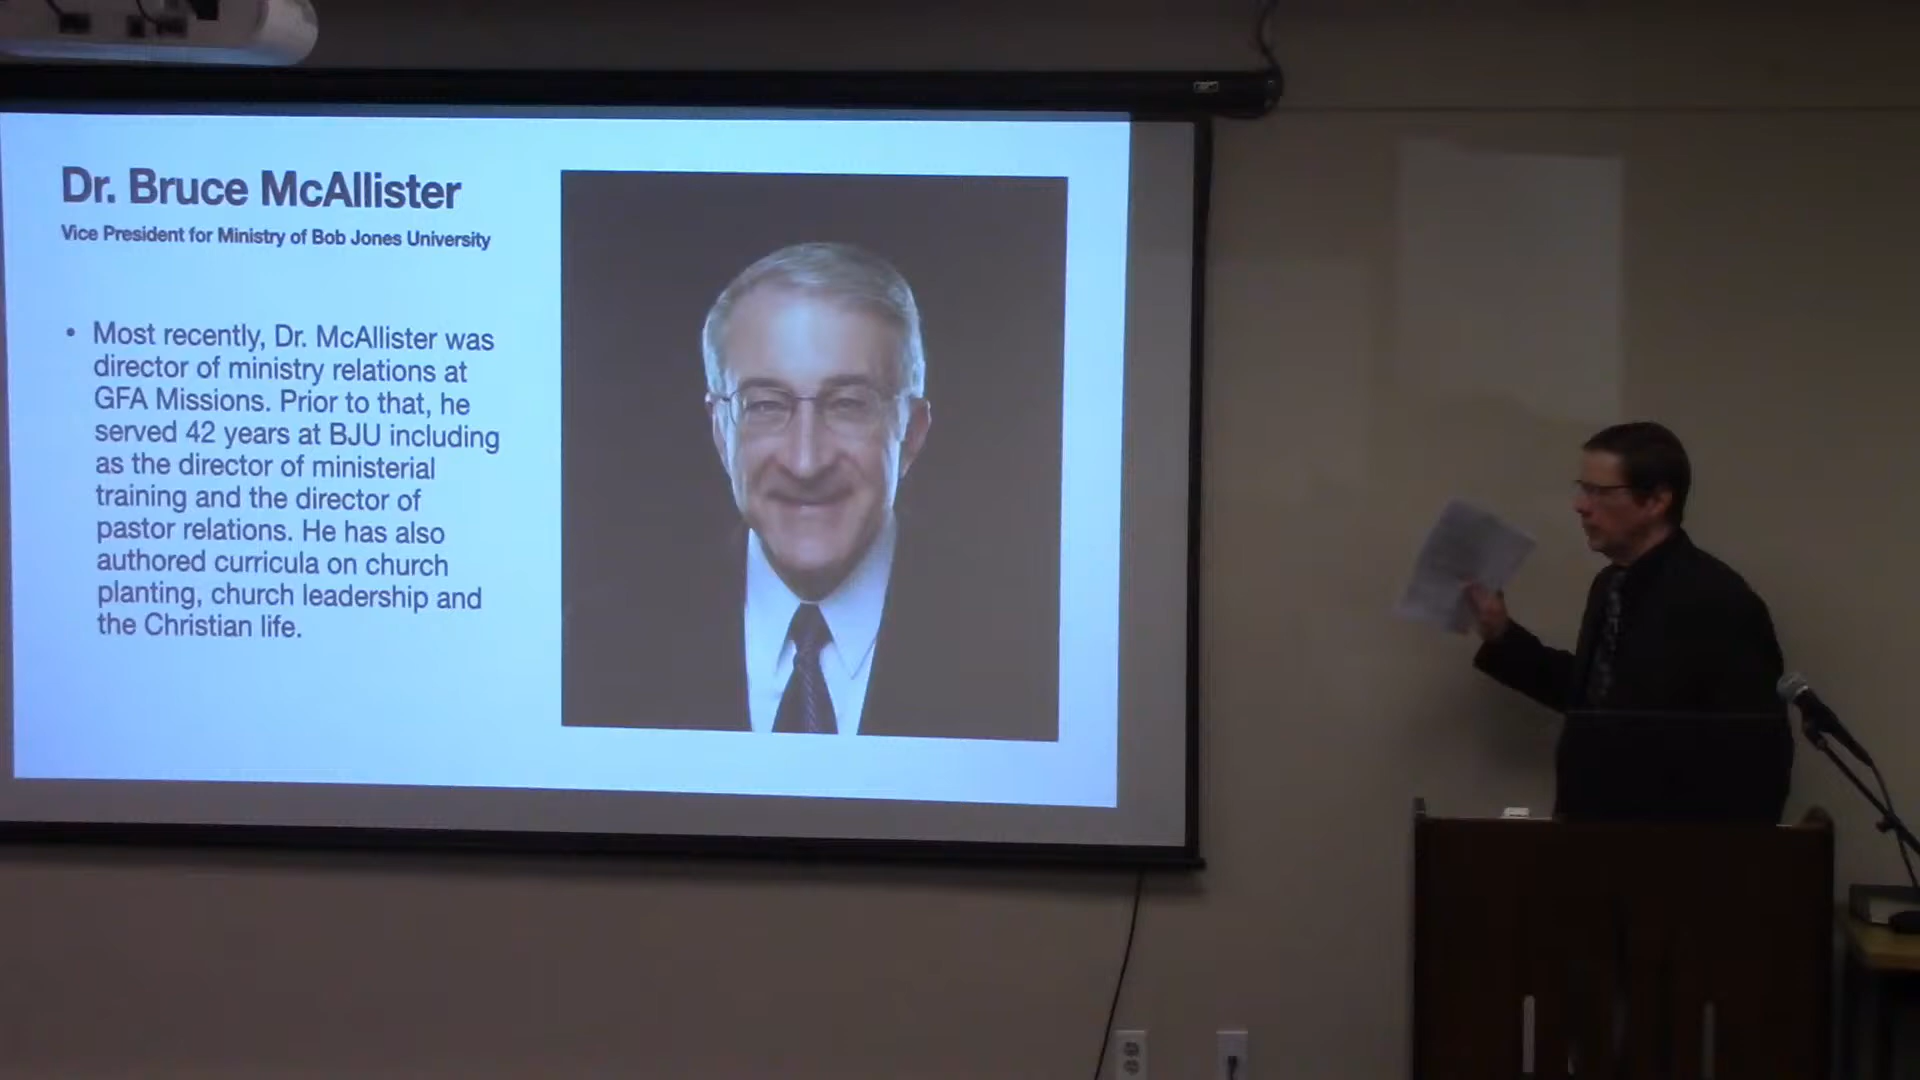 Dr. Bruce McAllister
Vice President for Ministry of Bob Jones University
• Most recently, Dr. McAllister was
director of ministry relations at
GFA Missions. Prior to that, he
served 42 years at BJU including
as the director of ministerial
training and the director of
pastor relations. He has also
authored curricula on church
planting, church leadership and
the Christian life.